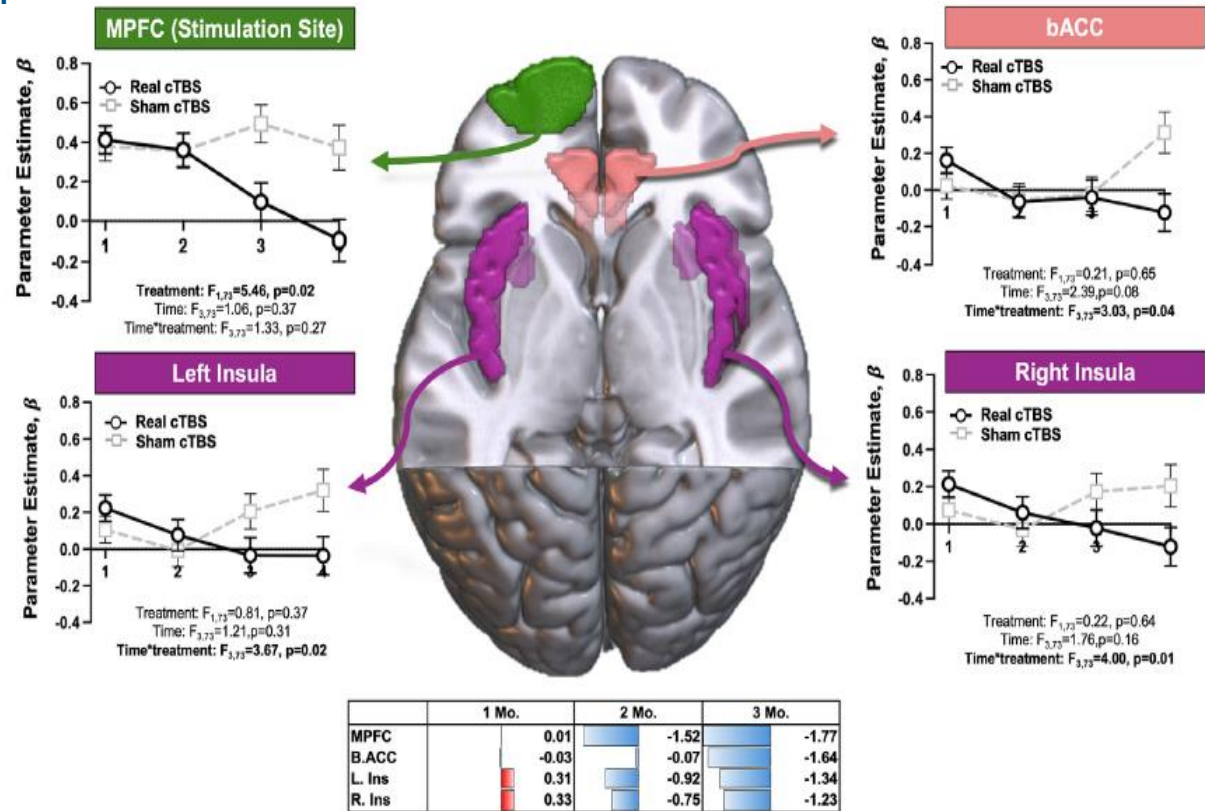 MPFC (Stimulation Site)
Parameter Estimate, β
0.8
0.6
0.4
0.2
0.0
-0.2
-0.4
Real cTBS
Sham cTBS
1
2
3
Treatment: F1,73=5.46, p=0.02
Time: F3,73=1.06, p=0.37
Time*treatment: F3,73=1.33, p=0.27
bACC
Parameter Estimate, β
0.8
0.6
0.4
0.2
0.0
-0.2
-0.4
Real cTBS
Sham cTBS
1
2
3
Treatment: F1,73=0.21, p=0.65
Time: F3,73=2.39,p=0.08
Time*treatment: F3,73=3.03, p=0.04
Left Insula
Parameter Estimate, β
0.8
0.6
0.4
0.2
0.0
-0.2
-0.4
Real cTBS
Sham cTBS
1
2
3
4
Treatment: F1,73=0.81, p=0.37
Time: F3,73=1.21,p=0.31
Time*treatment: F3,73=3.67, p=0.02
Right Insula
Parameter Estimate, β
0.8
0.6
0.4
0.2
0.0
-0.2
-0.4
Real cTBS
Sham cTBS
1
2
3
Treatment: F1,73=0.22, p=0.64
Time: F3,73=1.76,p=0.16
Time*treatment: F3,73=4.00, p=0.01
1 Mo. 2 Mo. 3 Mo.
MPFC 0.01 -1.52 -1.77
B.ACC -0.03 -0.07 -1.64
L. Ins 0.31 -0.92 -1.34
R. Ins 0.33 -0.75 -1.23